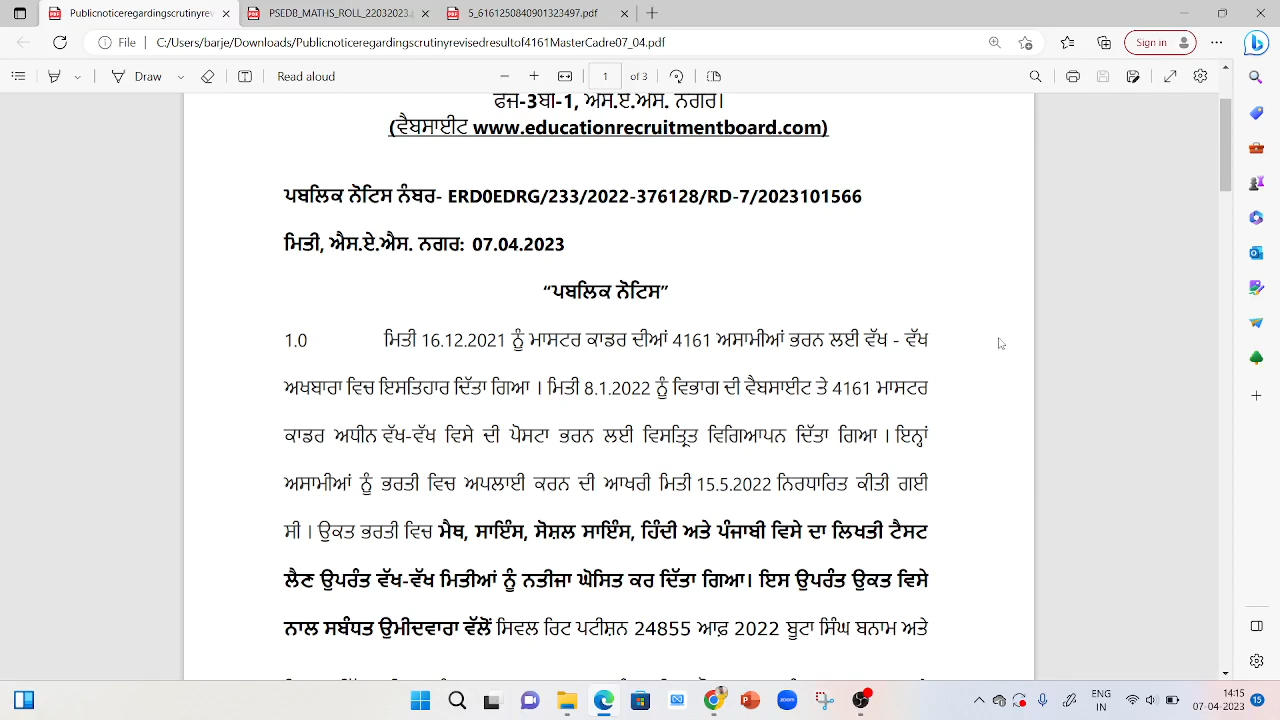 Publicnoticeregardingscrutinyrev
PSEDB_MATHS_ROLL_22032023.
5_6161250840901323497.pdf
File
C:/Users/barje/Downloads/Publicnoticeregardingscrutinyrevisedresultof4161MasterCadre07_04.pdf
Sign in
Draw
Read aloud
1 of 3
ਫੇਜ-3ਬੀ-1, ਐਸ.ਏ.ਐਸ. ਨਗਰ।
(ਵੈਬਸਾਈਟ www.educationrecruitmentboard.com)
ਪਬਲਿਕ ਨੋਟਿਸ ਨੰਬਰ- ERD0EDRG/233/2022-376128/RD-7/2023101566
ਮਿਤੀ, ਐਸ.ਏ.ਐਸ. ਨਗਰ: 07.04.2023
“ਪਬਲਿਕ ਨੋਟਿਸ”
1.0 ਮਿਤੀ 16.12.2021 ਨੂੰ ਮਾਸਟਰ ਕਾਡਰ ਦੀਆਂ 4161 ਅਸਾਮੀਆਂ ਭਰਨ ਲਈ ਵੱਖ - ਵੱਖ
ਅਖਬਾਰਾ ਵਿਚ ਇਸਤਿਹਾਰ ਦਿੱਤਾ ਗਿਆ । ਮਿਤੀ 8.1.2022 ਨੂੰ ਵਿਭਾਗ ਦੀ ਵੈਬਸਾਈਟ ਤੇ 4161 ਮਾਸਟਰ
ਕਾਡਰ ਅਧੀਨ ਵੱਖ-ਵੱਖ ਵਿਸੇ ਦੀ ਪੋਸਟਾ ਭਰਨ ਲਈ ਵਿਸਤ੍ਰਿਤ ਵਿਗਿਆਪਨ ਦਿੱਤਾ ਗਿਆ । ਇਨ੍ਹਾਂ
ਅਸਾਮੀਆਂ ਨੂੰ ਭਰਤੀ ਵਿਚ ਅਪਲਾਈ ਕਰਨ ਦੀ ਆਖਰੀ ਮਿਤੀ 15.5.2022 ਨਿਰਧਾਰਿਤ ਕੀਤੀ ਗਈ
ਸੀ । ਉਕਤ ਭਰਤੀ ਵਿਚ ਮੈਥ, ਸਾਇੰਸ, ਸੋਸ਼ਲ ਸਾਇੰਸ, ਹਿੰਦੀ ਅਤੇ ਪੰਜਾਬੀ ਵਿਸੇ ਦਾ ਲਿਖਤੀ ਟੈਸਟ
ਲੈਣ ਉਪਰੰਤ ਵੱਖ-ਵੱਖ ਮਿਤੀਆਂ ਨੂੰ ਨਤੀਜਾ ਘੋਸਿਤ ਕਰ ਦਿੱਤਾ ਗਿਆ। ਇਸ ਉਪਰੰਤ ਉਕਤ ਵਿਸੇ
ਨਾਲ ਸਬੰਧਤ ਉਮੀਦਵਾਰਾ ਵੱਲੋਂ ਸਿਵਲ ਰਿਟ ਪਟੀਸ਼ਨ 24855 ਆਫ਼ 2022 ਬੂਟਾ ਸਿੰਘ ਬਨਾਮ ਅਤੇ
zoom
ENG
IN
14:15
07-04-2023
15